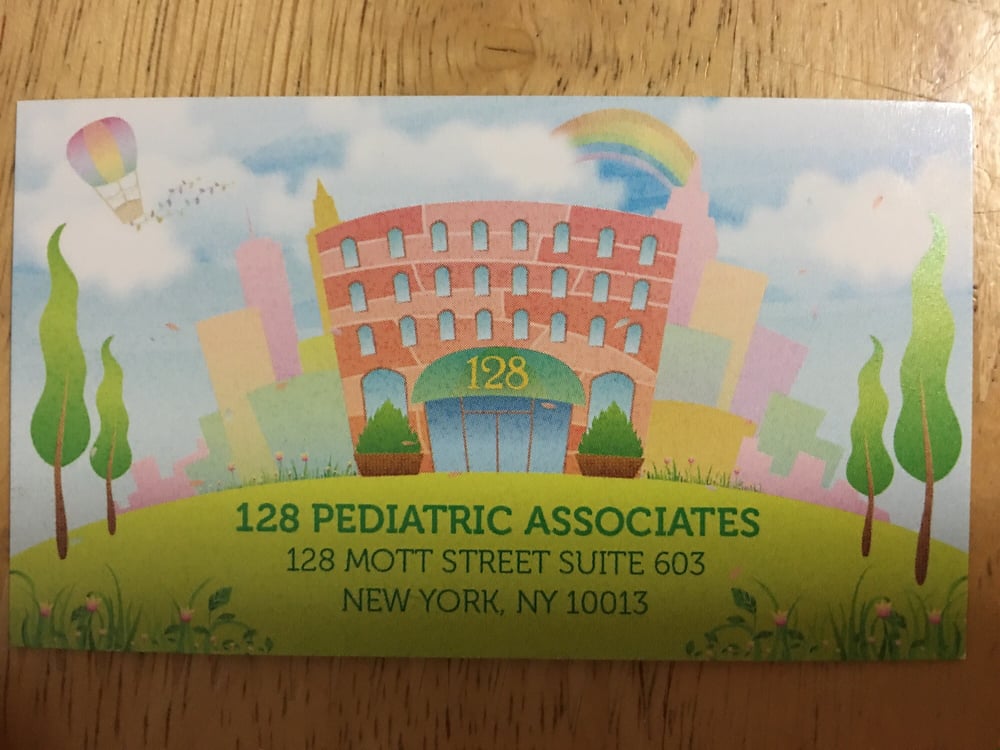 128
128 PEDIATRIC ASSOCIATES
128 MOTT STREET SUITE 603
NEW YORK, NY 10013